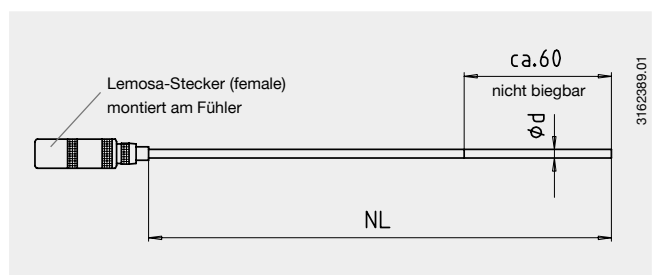 Lemosa-Stecker (female)
montiert am Fühler
ca.60
nicht biegbar
ød
NL
3162389.01